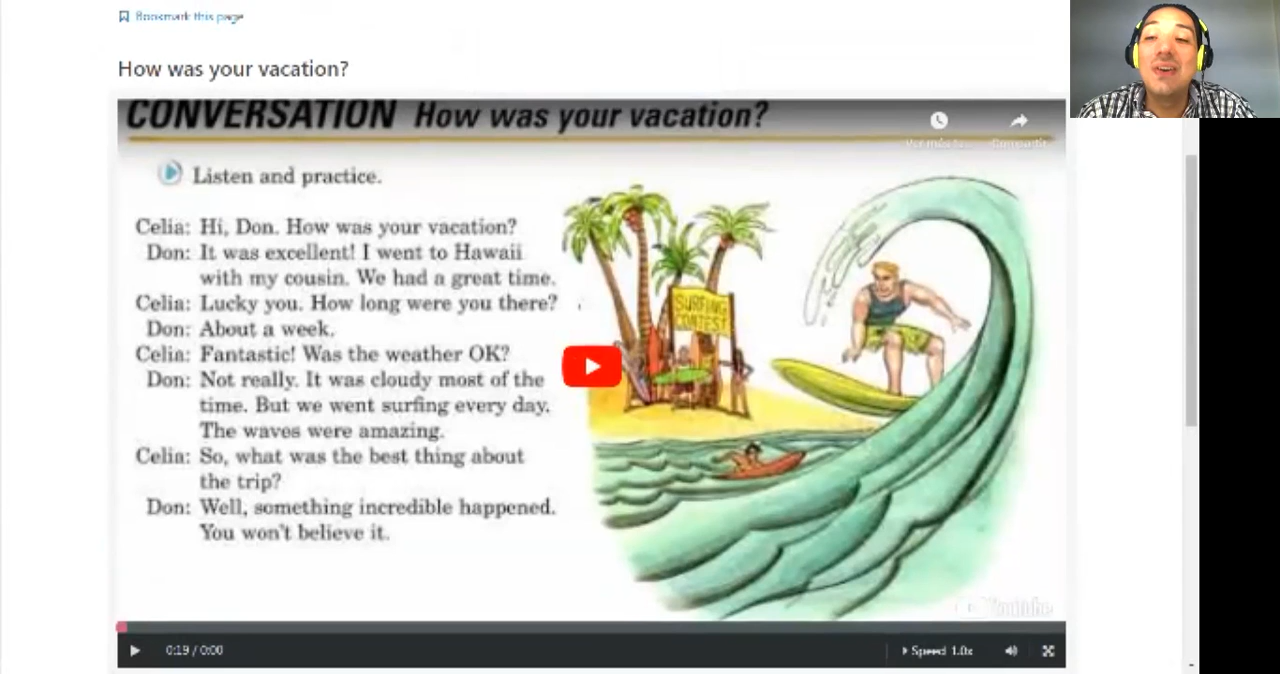 Bookmark this page
How was your vacation?
CONVERSATION How was your vacation?
Listen and practice.
Celia: Hi, Don. How was your vacation?
Don: It was excellent! I went to Hawaii
with my cousin. We had a great time.
Celia: Lucky you. How long were you there?
Don: About a week.
Celia: Fantastic! Was the weather OK?
Don: Not really. It was cloudy most of the
time. But we went surfing every day.
The waves were amazing.
Celia: So, what was the best thing about
the trip?
Don: Well, something incredible happened.
You won't believe it.
SURFING
CONTEST
Ver más ta...
Compartir
YouTube
0:19 / 0:00
Speed 1.0x